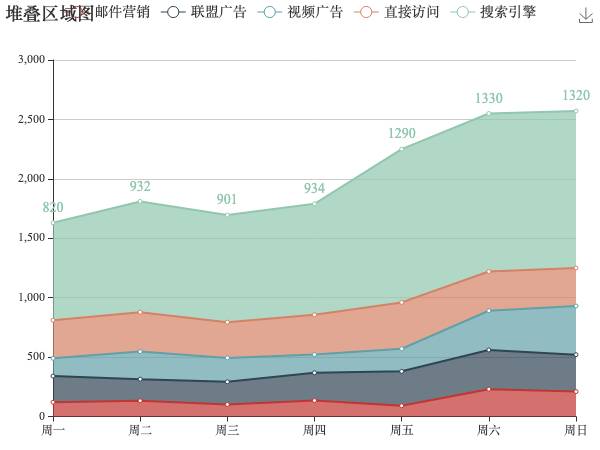 堆叠区域图
邮件营销 联盟广告 视频广告 直接访问 搜索引擎
3,000
2,500
2,000
1,500
1,000
500
0
820 932 901 934 1290 1330 1320
周一 周二 周三 周四 周五 周六 周日